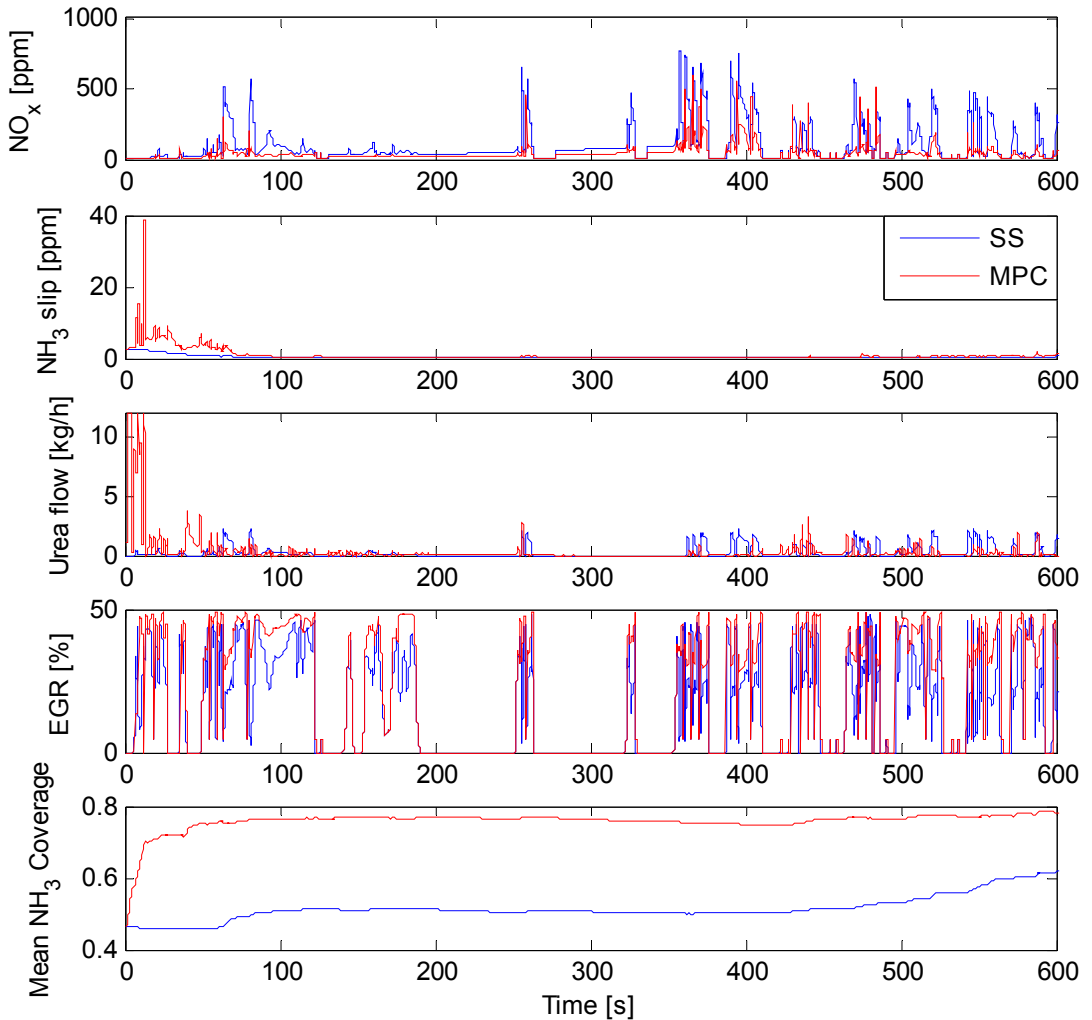 NOx [ppm]
1000
500
0
0 100 200 300 400 500 600
NH3 slip [ppm]
40
20
0
SS
MPC
0 100 200 300 400 500 600
Urea flow [kg/h]
10
5
0
0 100 200 300 400 500 600
EGR [%]
50
0
0 100 200 300 400 500 600
Mean NH3 Coverage
0.8
0.6
0.4
0 100 200 300 400 500 600
Time [s]